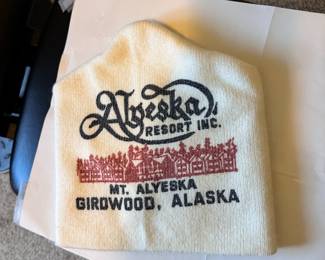 Alyeska
RESORT INC.
MT. ALYESKA
GIRDWOOD, ALASKA